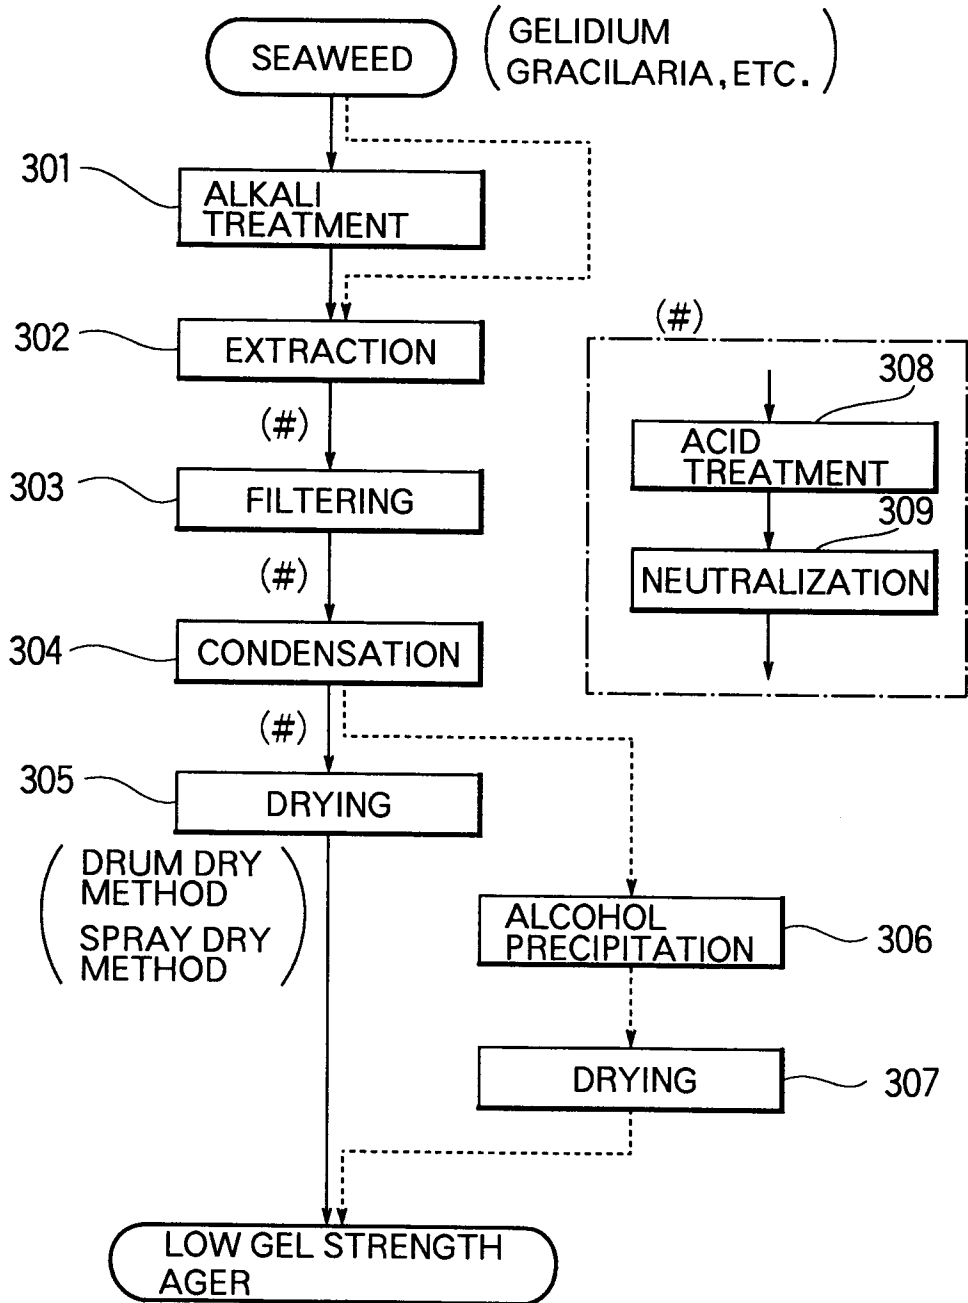 SEAWEED
(GELIDIUM
GRACILARIA, ETC.)
301
ALKALI
TREATMENT
302
EXTRACTION
(#)
303
FILTERING
(#)
304
CONDENSATION
(#)
305
DRYING
(DRUM DRY
METHOD
SPRAY DRY
METHOD)
(#)
308
ACID
TREATMENT
309
NEUTRALIZATION
ALCOHOL
PRECIPITATION
306
DRYING
307
LOW GEL STRENGTH
AGER